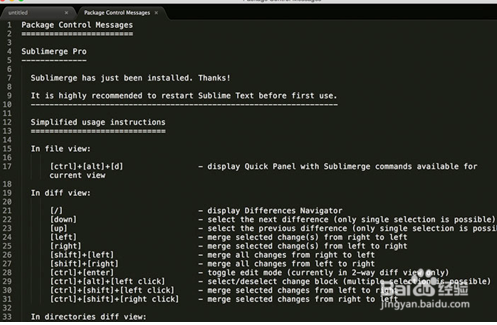 Package Control Messages
untitled
Package Control Messages
1 Package Control Messages
2 ========================
3
4 Sublimerge Pro
5 --------------
6
7 Sublimerge has just been installed. Thanks!
8
9 It is highly recommended to restart Sublime Text before first use.
10 ------------------------------------------------------------------
11
12 Simplified usage instructions
13 =============================
14
15 In file view:
16
17 [ctrl]+[alt]+[d] - display Quick Panel with Sublimerge commands available for
current view
18
19 In diff view:
20
21 [/] - display Differences Navigator
22 [down] - select the next difference (only single selection is possible)
23 [up] - select the previous difference (only single selection is possible)
24 [left] - merge selected change(s) from right to left
25 [right] - merge selected change(s) from left to right
26 [shift]+[left] - merge all changes from right to left
27 [shift]+[right] - merge all changes from left to right
28 [ctrl]+[enter] - toggle edit mode (currently in 2-way diff view only)
29 [ctrl]+[alt]+[left click] - select/deselect change block (multiple selection is possible)
30 [ctrl]+[shift]+[left click] - merge selected changes from left to right
31 [ctrl]+[shift]+[right click] - merge selected changes from right to left
32
33 In directories diff view:
Baidu 经验
jingyan.baidu.com